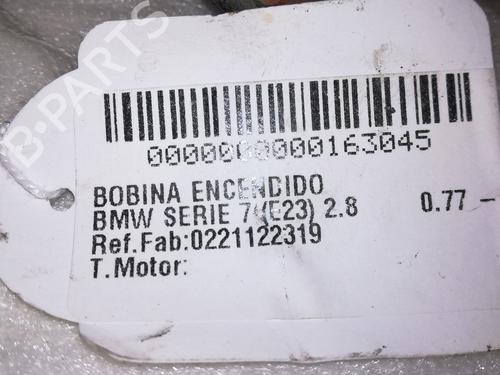 B-PARTS
0000000000163045
BOBINA ENCENDIDO
BMW SERIE 7 (E23) 2.8 0.77 -
Ref.Fab:0221122319
T.Motor: